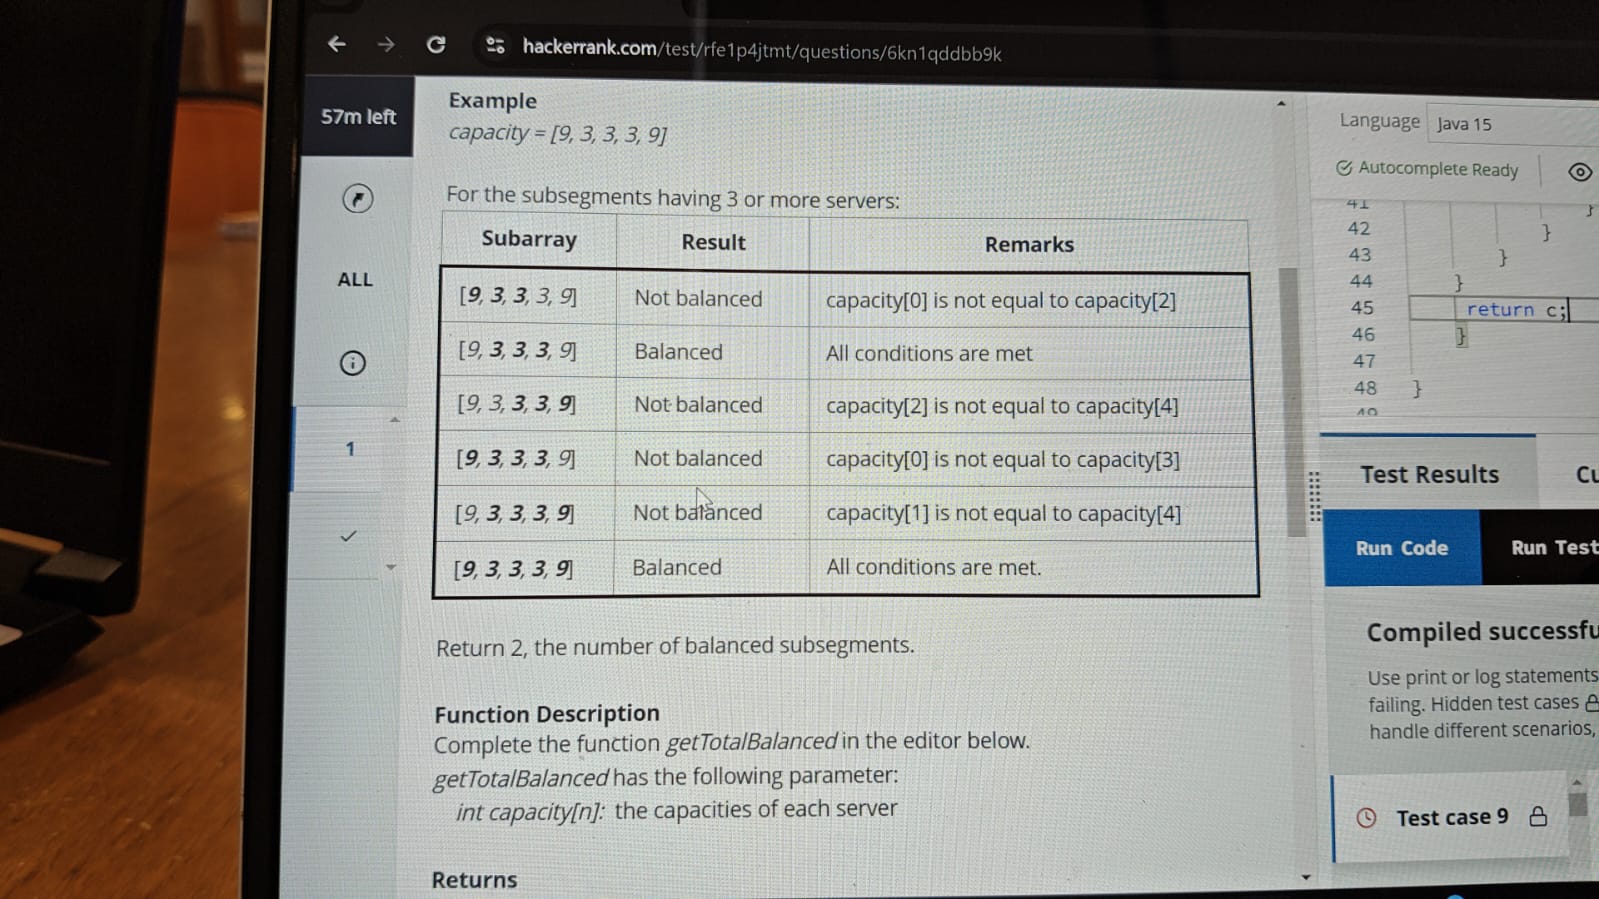 hackerrank.com/test/rfe1p4jtmt/questions/6kn1qddbb9k
57m left
ALL
1
Example
capacity = [9, 3, 3, 3, 9]
For the subsegments having 3 or more servers:
Subarray Result Remarks
[9, 3, 3, 3, 9] Not balanced capacity[0] is not equal to capacity[2]
[9, 3, 3, 3, 9] Balanced All conditions are met
[9, 3, 3, 3, 9] Not balanced capacity[2] is not equal to capacity[4]
[9, 3, 3, 3, 9] Not balanced capacity[0] is not equal to capacity[3]
[9, 3, 3, 3, 9] Not balanced capacity[1] is not equal to capacity[4]
[9, 3, 3, 3, 9] Balanced All conditions are met.
Return 2, the number of balanced subsegments.
Function Description
Complete the function getTotalBalanced in the editor below.
getTotalBalanced has the following parameter:
int capacity[n]: the capacities of each server
Returns
Language Java 15
Autocomplete Ready
41 }
42 }
43 }
44 }
45 return c;
46 }
47
48 }
49
Test Results Cu
Run Code Run Test
Compiled successfu
Use print or log statements
failing. Hidden test cases
handle different scenarios,
Test case 9